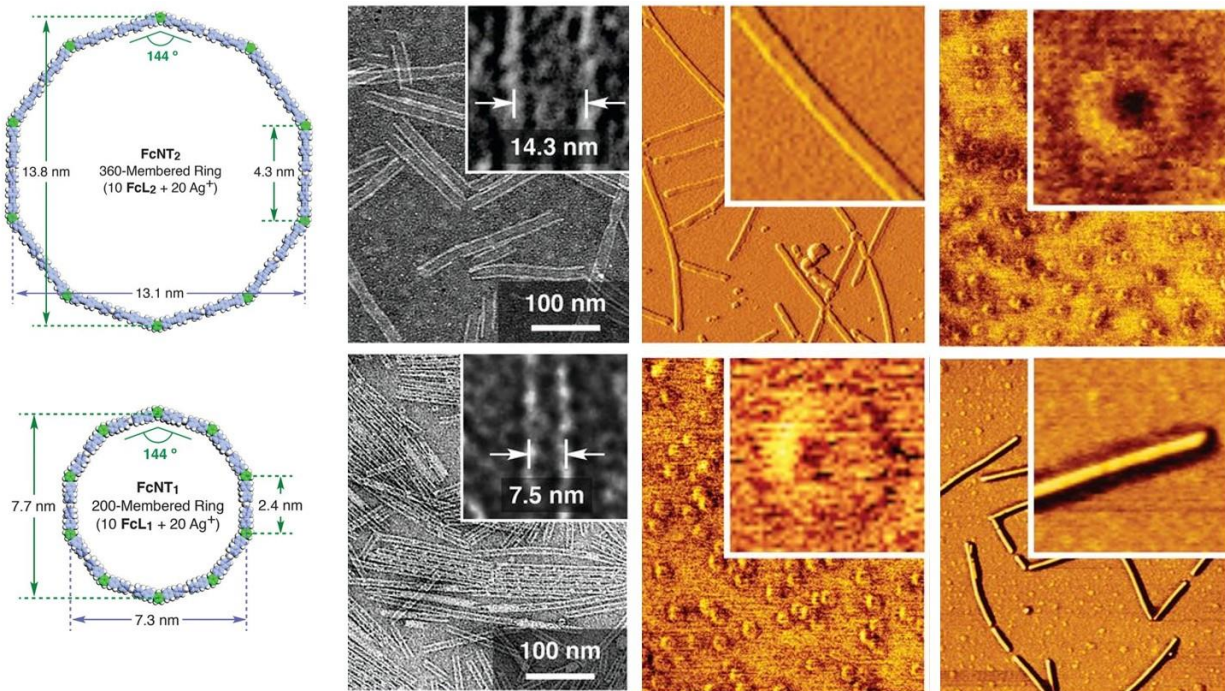 144 º
FcNT₂
360-Membered Ring
(10 FcL₂ + 20 Ag⁺)
13.8 nm
4.3 nm
13.1 nm
14.3 nm
100 nm
144 º
FcNT₁
200-Membered Ring
(10 FcL₁ + 20 Ag⁺)
7.7 nm
2.4 nm
7.3 nm
7.5 nm
100 nm